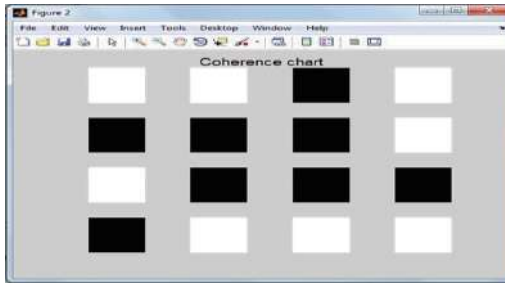 Figure 2
File Edit View Insert Tools Desktop Window Help
Coherence chart